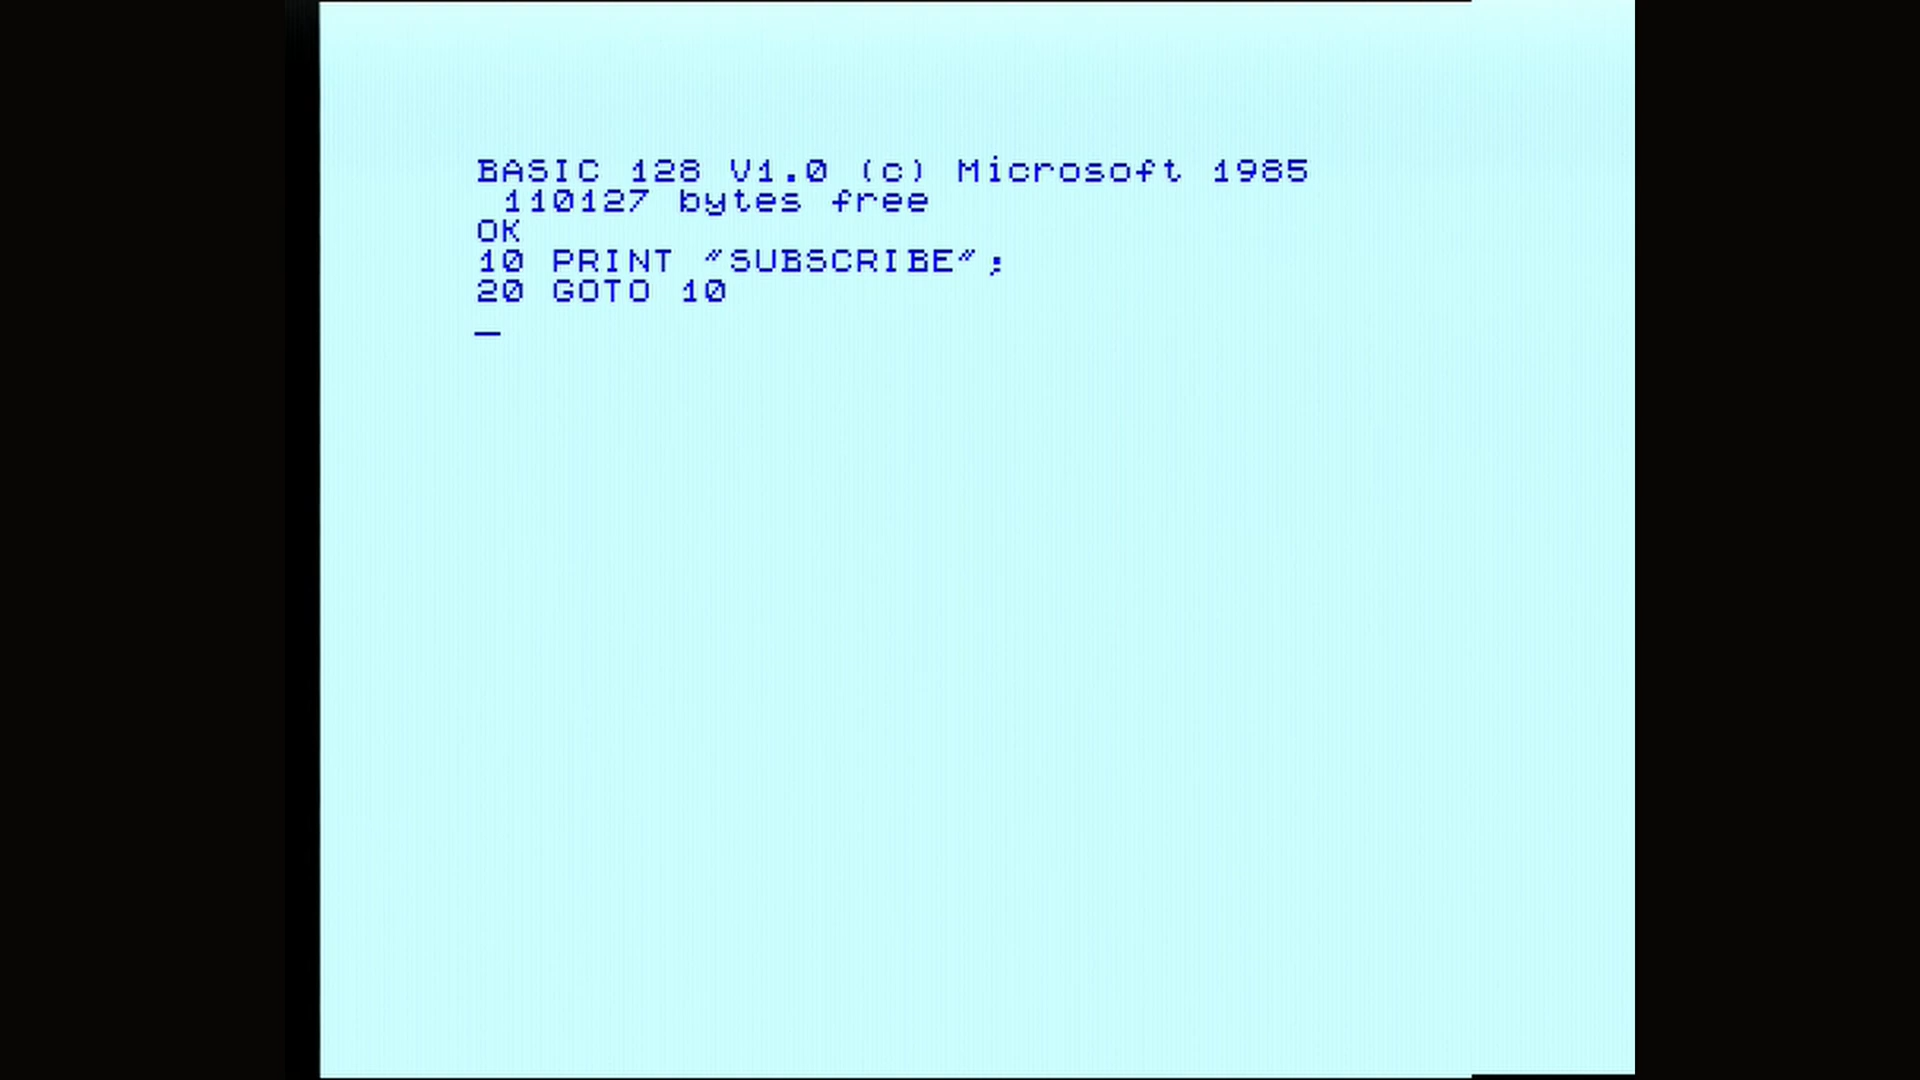 BASIC 128 V1.0 (c) Microsoft 1985
110127 bytes free
OK
10 PRINT "SUBSCRIBE";
20 GOTO 10
_